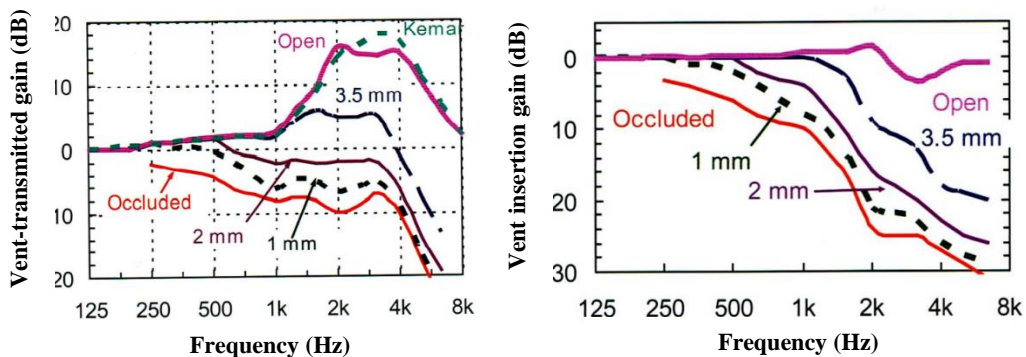 Vent-transmitted gain (dB)
20
10
0
10
20
Open
Kemar
3.5 mm
Occluded
2 mm
1 mm
125 250 500 1k 2k 4k 8k
Frequency (Hz)
Vent insertion gain (dB)
0
10
20
30
Occluded
1 mm
2 mm
Open
3.5 mm
125 250 500 1k 2k 4k 8k
Frequency (Hz)